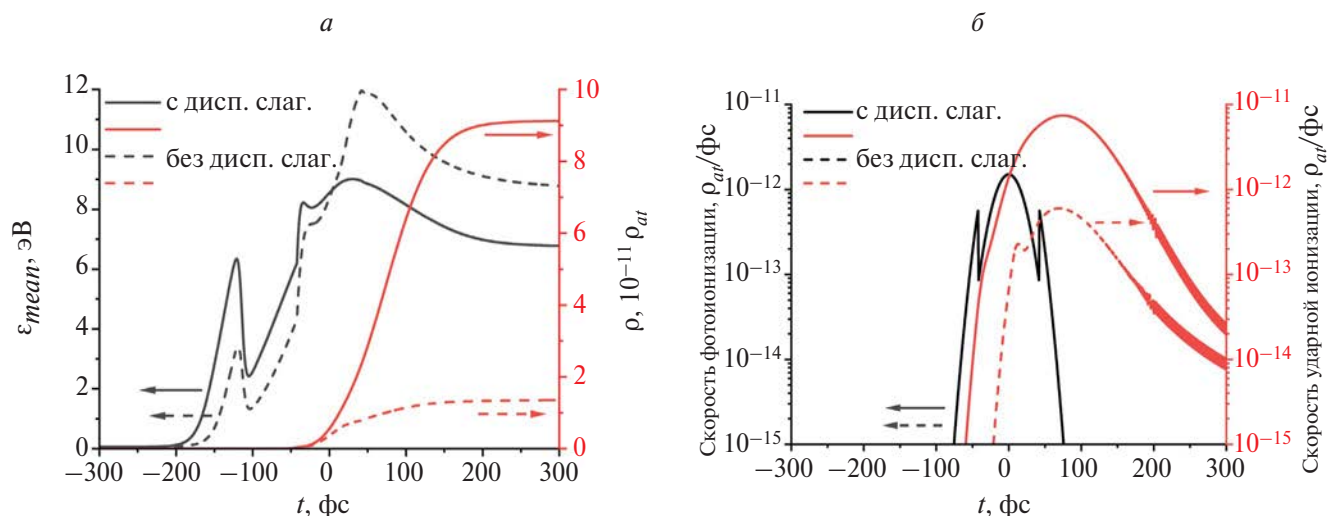 а
12
10
8
6
4
2
0
ε_mean, эВ
с дисп. слаг.
без дисп. слаг.
10
8
6
4
2
0
ρ, 10⁻¹¹ ρ_at
−300 −200 −100 0 100 200 300
t, фс
б
10⁻¹¹
10⁻¹²
10⁻¹³
10⁻¹⁴
10⁻¹⁵
Скорость фотоионизации, ρ_at/фс
с дисп. слаг.
без дисп. слаг.
10⁻¹¹
10⁻¹²
10⁻¹³
10⁻¹⁴
10⁻¹⁵
Скорость ударной ионизации, ρ_at/фс
−300 −200 −100 0 100 200 300
t, фс